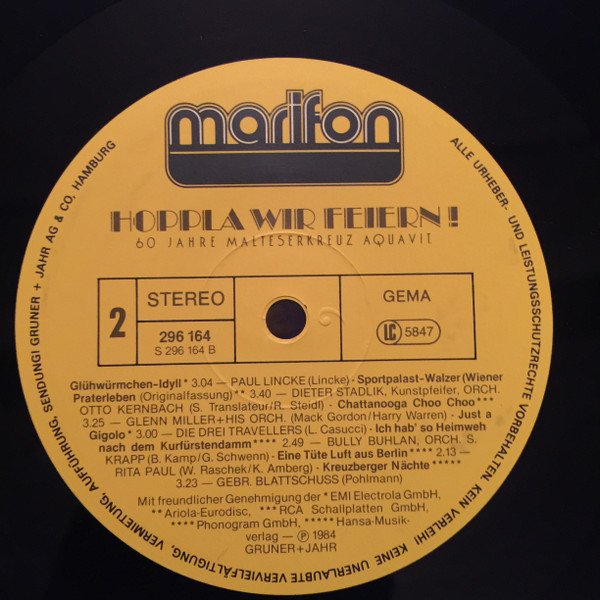 marifon
HOPPLA WIR FEIERN!
60 JAHRE MALTESERKREUZ AQUAVIT
2
STEREO
296 164
S 296 164 B
GEMA
LC 5847
Glühwürmchen-Idyll* 3.04 — PAUL LINCKE (Lincke) · Sportpalast-Walzer (Wiener
Praterleben (Originalfassung) ** 3.40 — DIETER STADLIK, Kunstpfeifer, ORCH.
OTTO KERNBACH (S. Translateur/R. Steidl) · Chattanooga Choo Choo***
3.25 — GLENN MILLER + HIS ORCH. (Mack Gordon/Harry Warren) · Just a
Gigolo* 3.00 — DIE DREI TRAVELLERS (L. Casucci) · Ich hab' so Heimweh
nach dem Kurfürstendamm**** 2.49 — BULLY BUHLAN, ORCH. S.
KRAPP (B. Kamp/G. Schwenn) · Eine Tüte Luft aus Berlin**** 2.13 —
RITA PAUL (W. Raschek/K. Amberg) · Kreuzberger Nächte*****
3.23 — GEBR. BLATTSCHUSS (Pohlmann)
Mit freundlicher Genehmigung der * EMI Electrola GmbH,
** Ariola-Eurodisc, *** RCA Schallplatten GmbH,
**** Phonogram GmbH, ***** Hansa-Musik-
verlag — Ⓟ 1984
GRUNER + JAHR
ALLE URHEBER- UND LEISTUNGSSCHUTZRECHTE VORBEHALTEN. KEIN VERLEIH! KEINE UNERLAUBTE VERVIELFÄLTIGUNG, VERMIETUNG, AUFFÜHRUNG, SENDUNG! GRUNER + JAHR AG & CO. HAMBURG